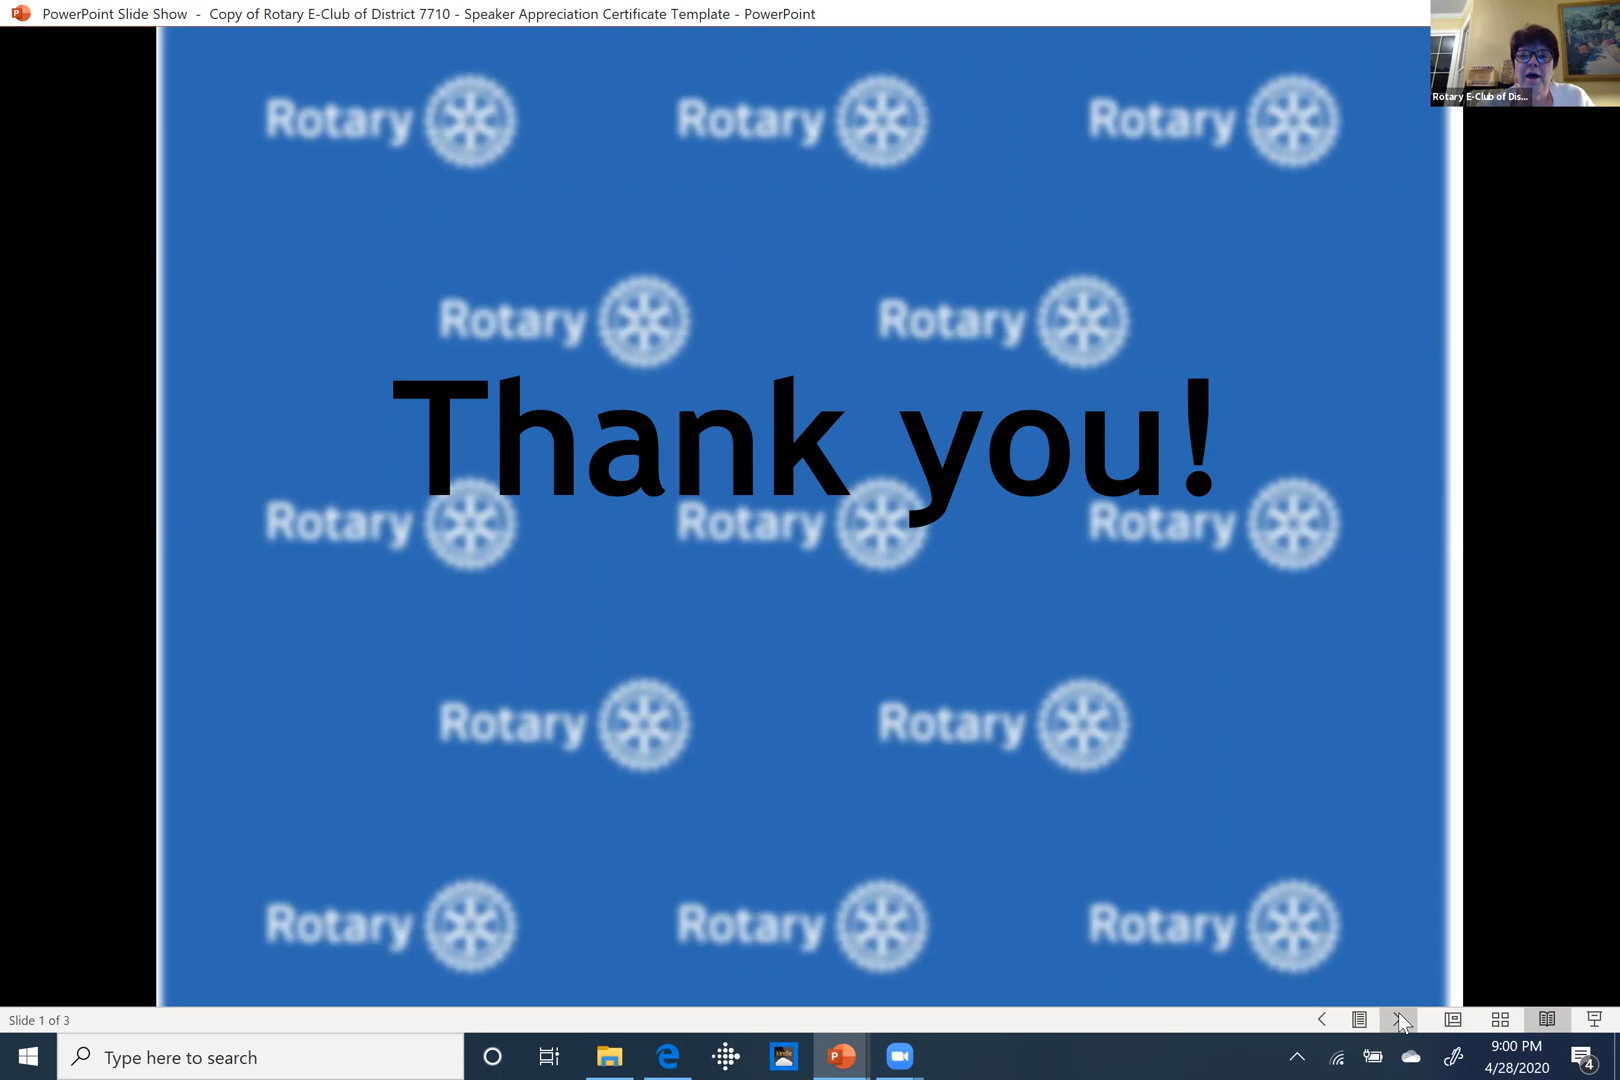 PowerPoint Slide Show - Copy of Rotary E-Club of District 7710 - Speaker Appreciation Certificate Template - PowerPoint
Rotary E-Club of Dis...
Rotary Rotary Rotary
Rotary Rotary
Thank you!
Rotary Rotary Rotary
Rotary Rotary
Rotary Rotary Rotary
Slide 1 of 3
Type here to search
kindle
9:00 PM
4/28/2020
4